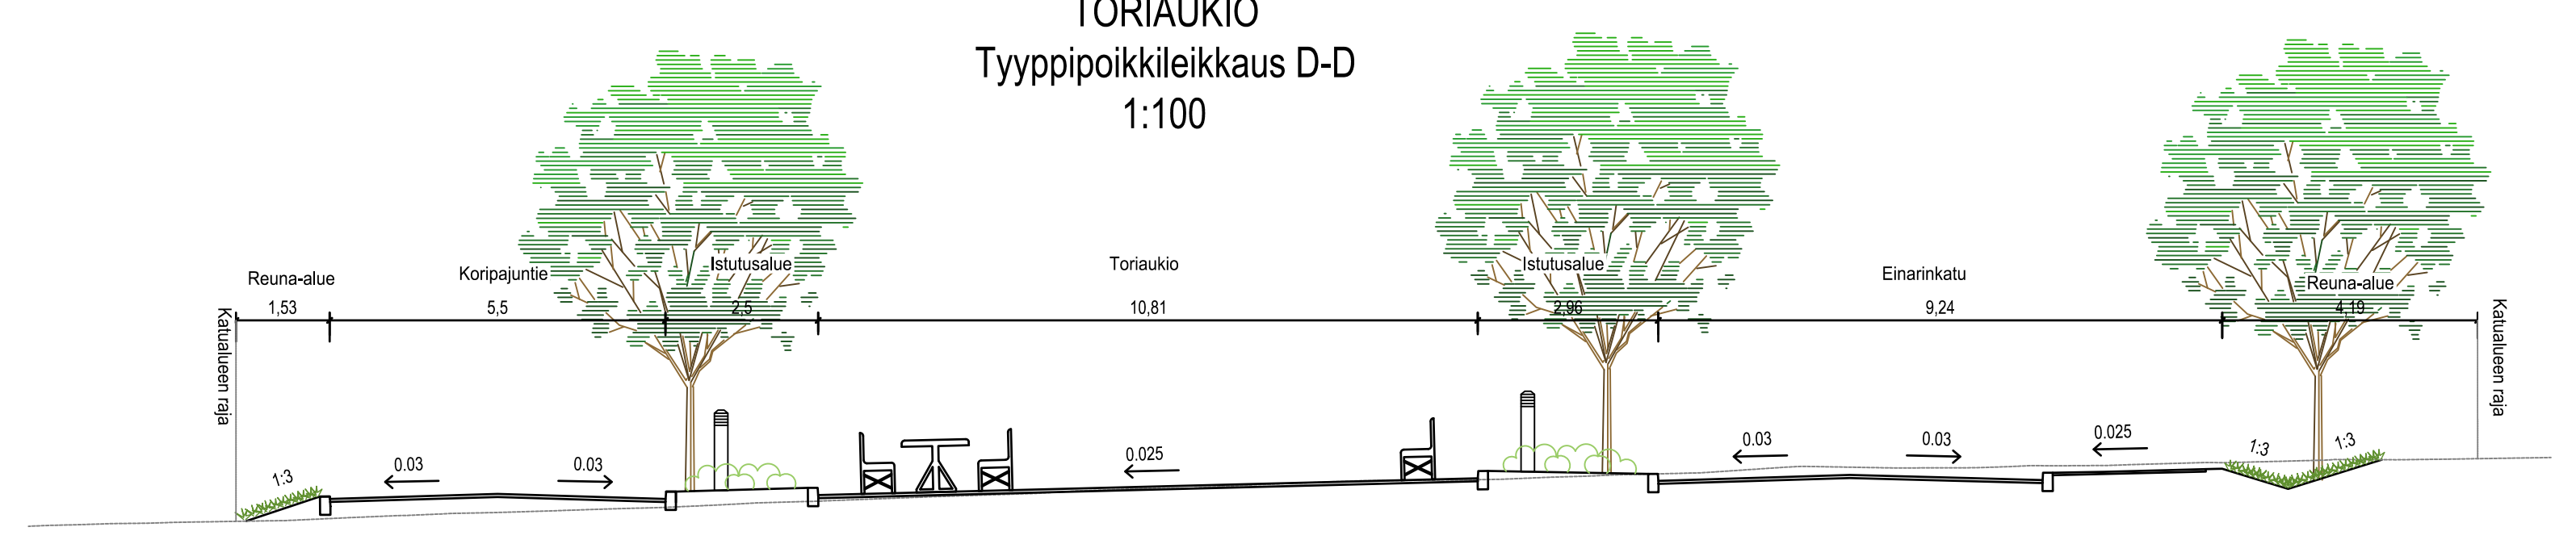 TORIAUKIO
Tyyppipoikkileikkaus D-D
1:100
Reuna-alue
Koripajuntie
Istutusalue
Toriaukio
Istutusalue
Einarinkatu
Reuna-alue
1,53
5,5
2,5
10,81
2,96
9,24
4,19
Katualueen raja
Katualueen raja
1:3
0.03
0.03
0.025
0.03
0.03
0.025
1:3
1:3